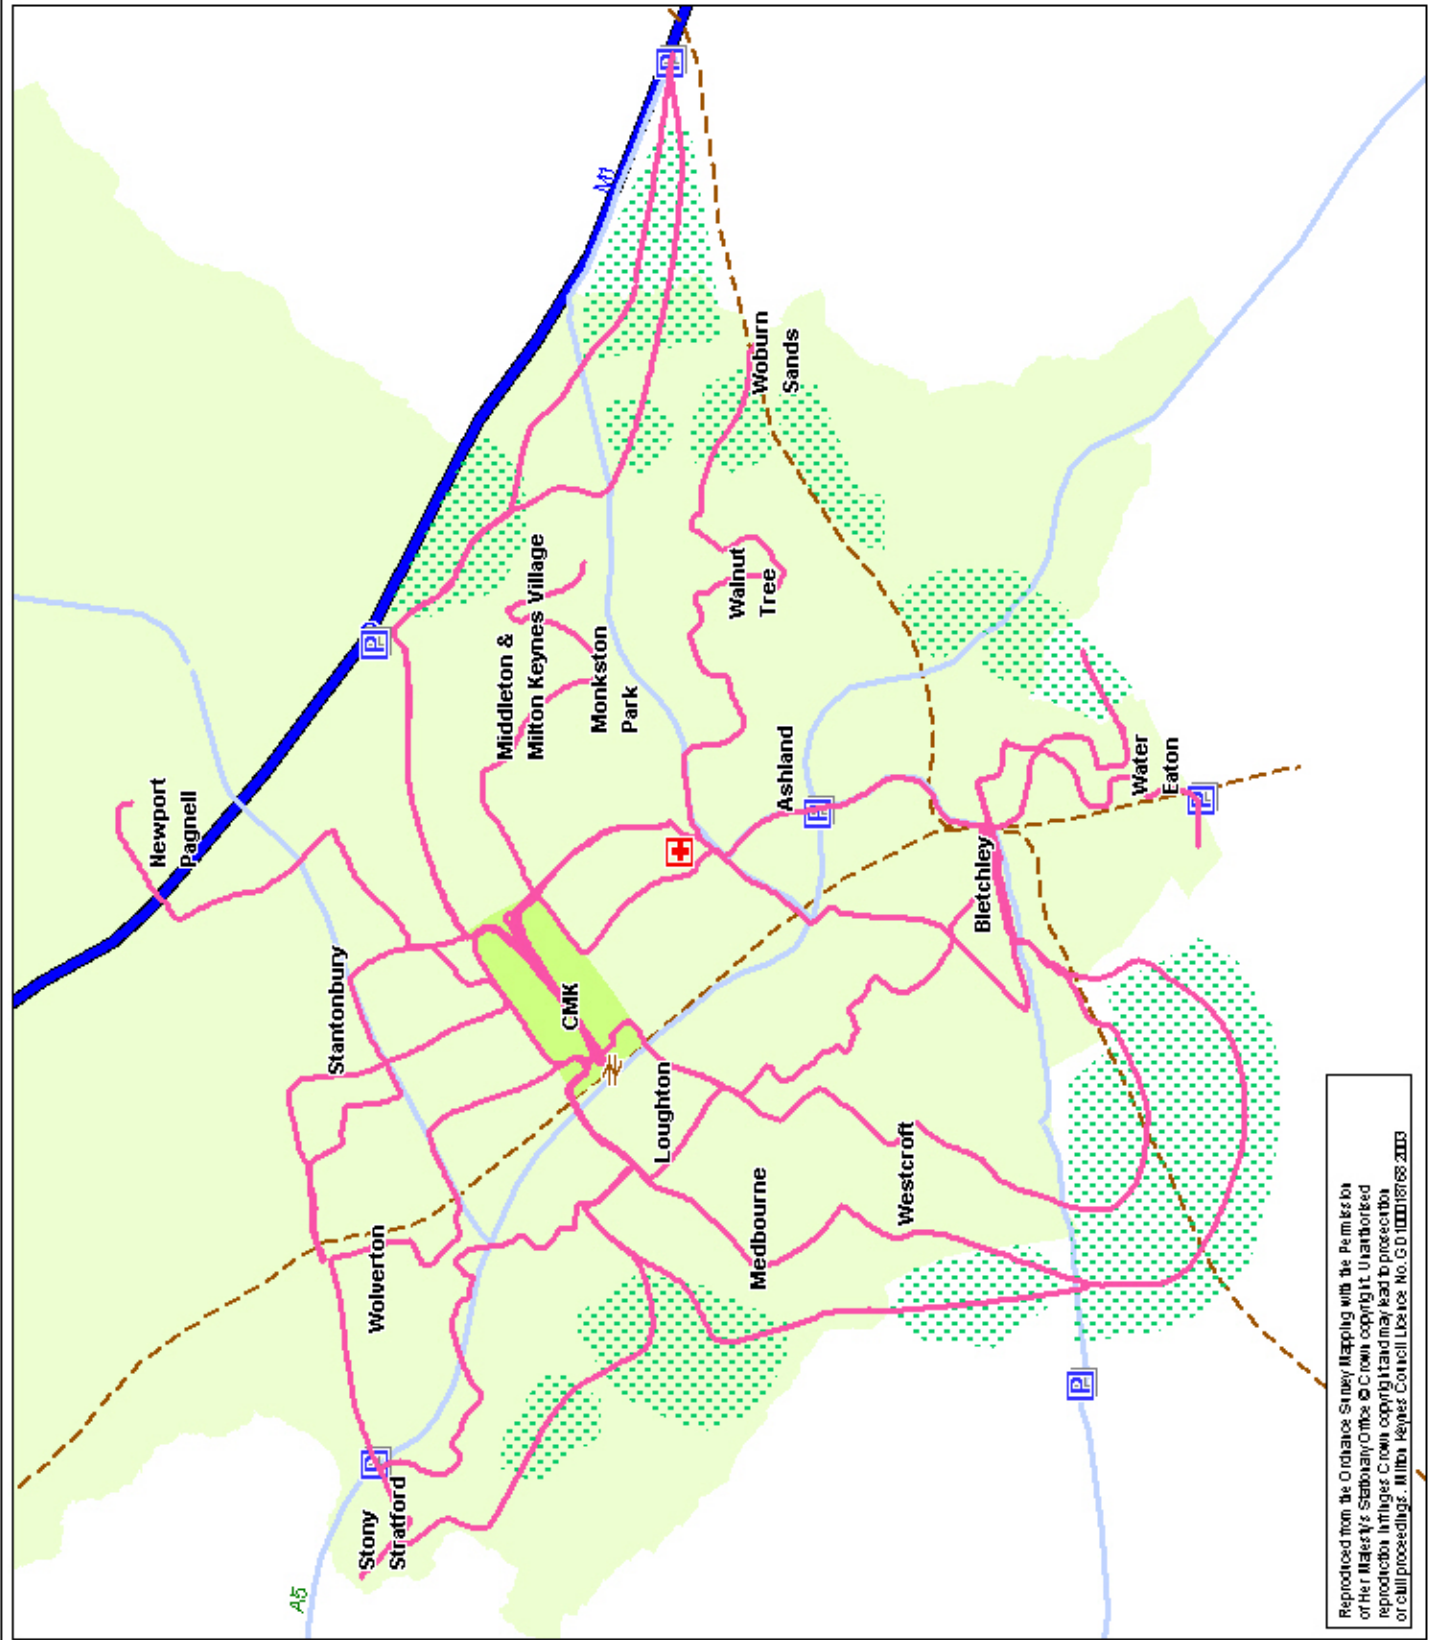 A5
Stony
Stratford
Wolverton
Stantonbury
Newport
Pagnell
M1
CMK
Loughton
Medbourne
Westcroft
Middleton &
Milton Keynes Village
Monkston
Park
Walnut
Tree
Woburn
Sands
Ashland
Bletchley
Water
Eaton
P
P
P
P
P
P
Reproduced from the Ordnance Survey Mapping with the Permission
of Her Majesty's Stationary Office © Crown copyright. Unauthorised
reproduction infringes Crown copyright and may lead to prosecution
or civil proceedings. Milton Keynes Council Licence No. 2003